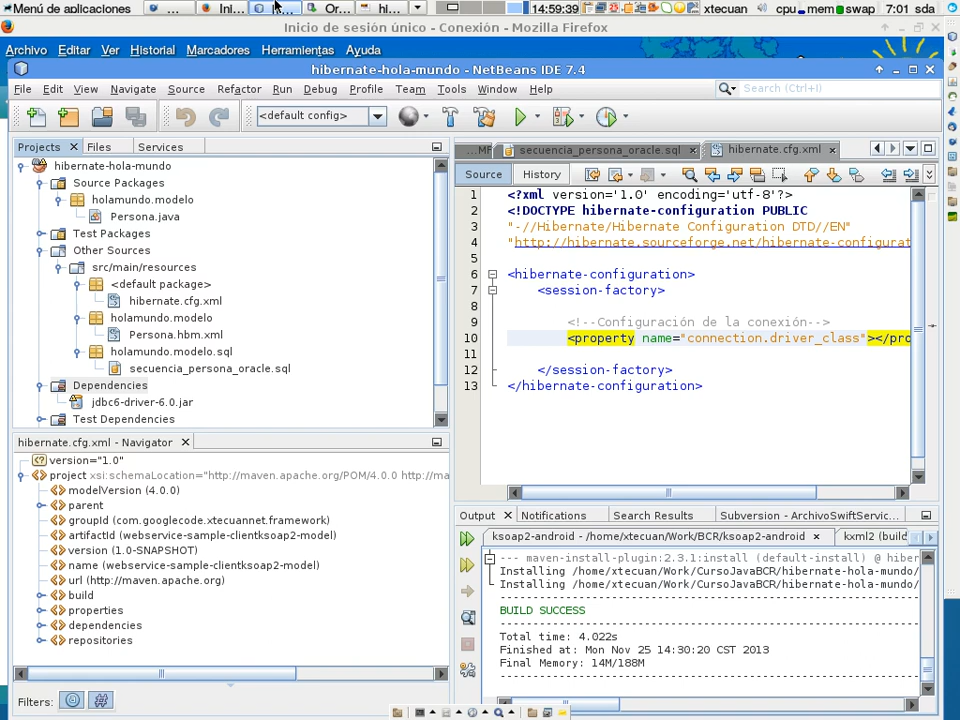 Menú de aplicaciones
...
Ini...
...
Or...
hi...
14:59:39
xtecuan
cpu
mem
swap
7:01
sda
Inicio de sesión único - Conexión - Mozilla Firefox
Archivo Editar Ver Historial Marcadores Herramientas Ayuda
hibernate-hola-mundo - NetBeans IDE 7.4
File Edit View Navigate Source Refactor Run Debug Profile Team Tools Window Help
Search (Ctrl+I)
<default config>
Projects Files Services
hibernate-hola-mundo
Source Packages
holamundo.modelo
Persona.java
Test Packages
Other Sources
src/main/resources
<default package>
hibernate.cfg.xml
holamundo.modelo
Persona.hbm.xml
holamundo.modelo.sql
secuencia_persona_oracle.sql
Dependencies
jdbc6-driver-6.0.jar
Test Dependencies
hibernate.cfg.xml - Navigator
version="1.0"
project xsi:schemaLocation="http://maven.apache.org/POM/4.0.0 http://ma
modelVersion (4.0.0)
parent
groupId (com.googlecode.xtecuannet.framework)
artifactId (webservice-sample-clientksoap2-model)
version (1.0-SNAPSHOT)
name (webservice-sample-clientksoap2-model)
url (http://maven.apache.org)
build
properties
dependencies
repositories
Filters:
secuencia_persona_oracle.sql hibernate.cfg.xml
Source History
1 <?xml version='1.0' encoding='utf-8'?>
2 <!DOCTYPE hibernate-configuration PUBLIC
3 "-//Hibernate/Hibernate Configuration DTD//EN"
4 "http://hibernate.sourceforge.net/hibernate-configurat
5
6 <hibernate-configuration>
7 <session-factory>
8
9 <!--Configuración de la conexión-->
10 <property name="connection.driver_class"></pro
11
12 </session-factory>
13 </hibernate-configuration>
Output Notifications Search Results Subversion - ArchivoSwiftServic...
ksoap2-android - /home/xtecuan/Work/BCR/ksoap2-android kxml2 (build
--- maven-install-plugin:2.3.1:install (default-install) @ hiber
Installing /home/xtecuan/Work/CursoJavaBCR/hibernate-hola-mundo/
Installing /home/xtecuan/Work/CursoJavaBCR/hibernate-hola-mundo/
BUILD SUCCESS
Total time: 4.022s
Finished at: Mon Nov 25 14:30:20 CST 2013
Final Memory: 14M/188M